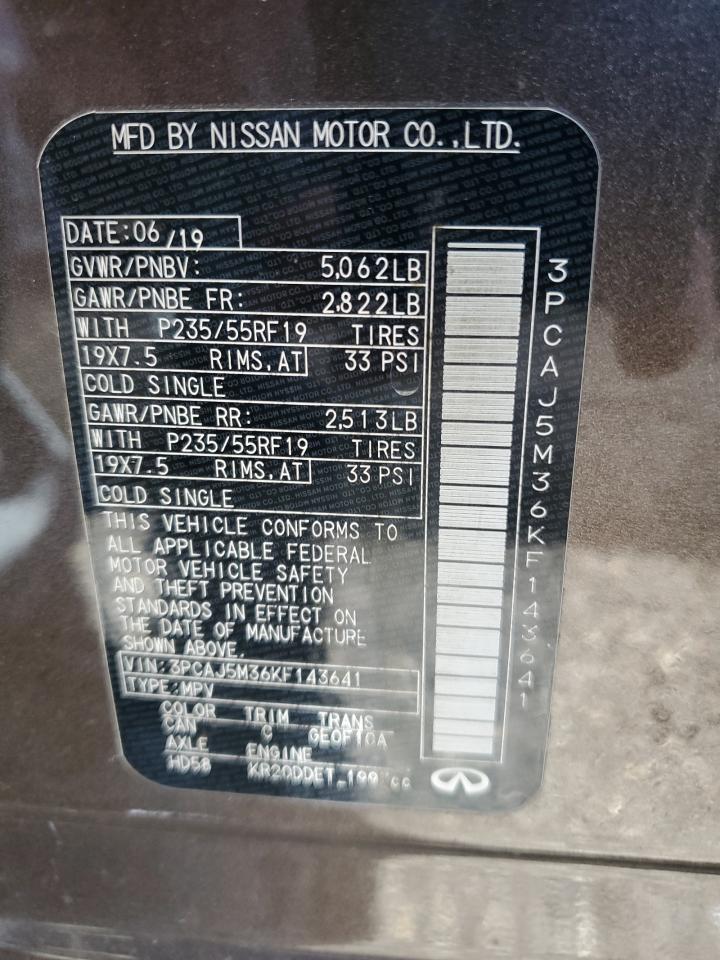 MFD BY NISSAN MOTOR CO.,LTD.
DATE:06/19
GVWR/PNBV: 5,062LB
GAWR/PNBE FR: 2,822LB
WITH P235/55RF19 TIRES
19X7.5 RIMS,AT 33 PSI
COLD SINGLE
GAWR/PNBE RR: 2,513LB
WITH P235/55RF19 TIRES
19X7.5 RIMS,AT 33 PSI
COLD SINGLE
THIS VEHICLE CONFORMS TO
ALL APPLICABLE FEDERAL
MOTOR VEHICLE SAFETY
AND THEFT PREVENTION
STANDARDS IN EFFECT ON
THE DATE OF MANUFACTURE
SHOWN ABOVE.
VIN:3PCAJ5M36KF143641
TYPE:MPV
COLOR TRIM TRANS
CAN C GE0F10A
AXLE ENGINE
HD58 KR20DDET cc
3PCAJ5M36KF143641